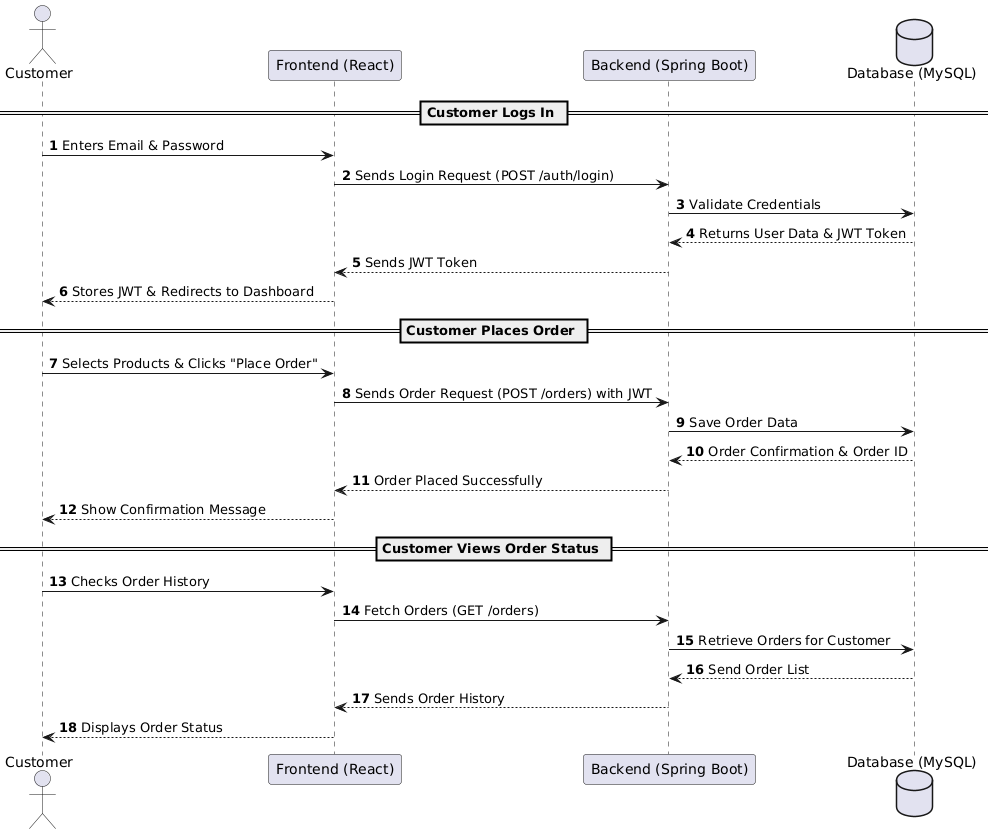 Customer
Frontend (React)
Backend (Spring Boot)
Database (MySQL)
Customer Logs In
1 Enters Email & Password
2 Sends Login Request (POST /auth/login)
3 Validate Credentials
4 Returns User Data & JWT Token
5 Sends JWT Token
6 Stores JWT & Redirects to Dashboard
Customer Places Order
7 Selects Products & Clicks "Place Order"
8 Sends Order Request (POST /orders) with JWT
9 Save Order Data
10 Order Confirmation & Order ID
11 Order Placed Successfully
12 Show Confirmation Message
Customer Views Order Status
13 Checks Order History
14 Fetch Orders (GET /orders)
15 Retrieve Orders for Customer
16 Send Order List
17 Sends Order History
18 Displays Order Status
Customer
Frontend (React)
Backend (Spring Boot)
Database (MySQL)